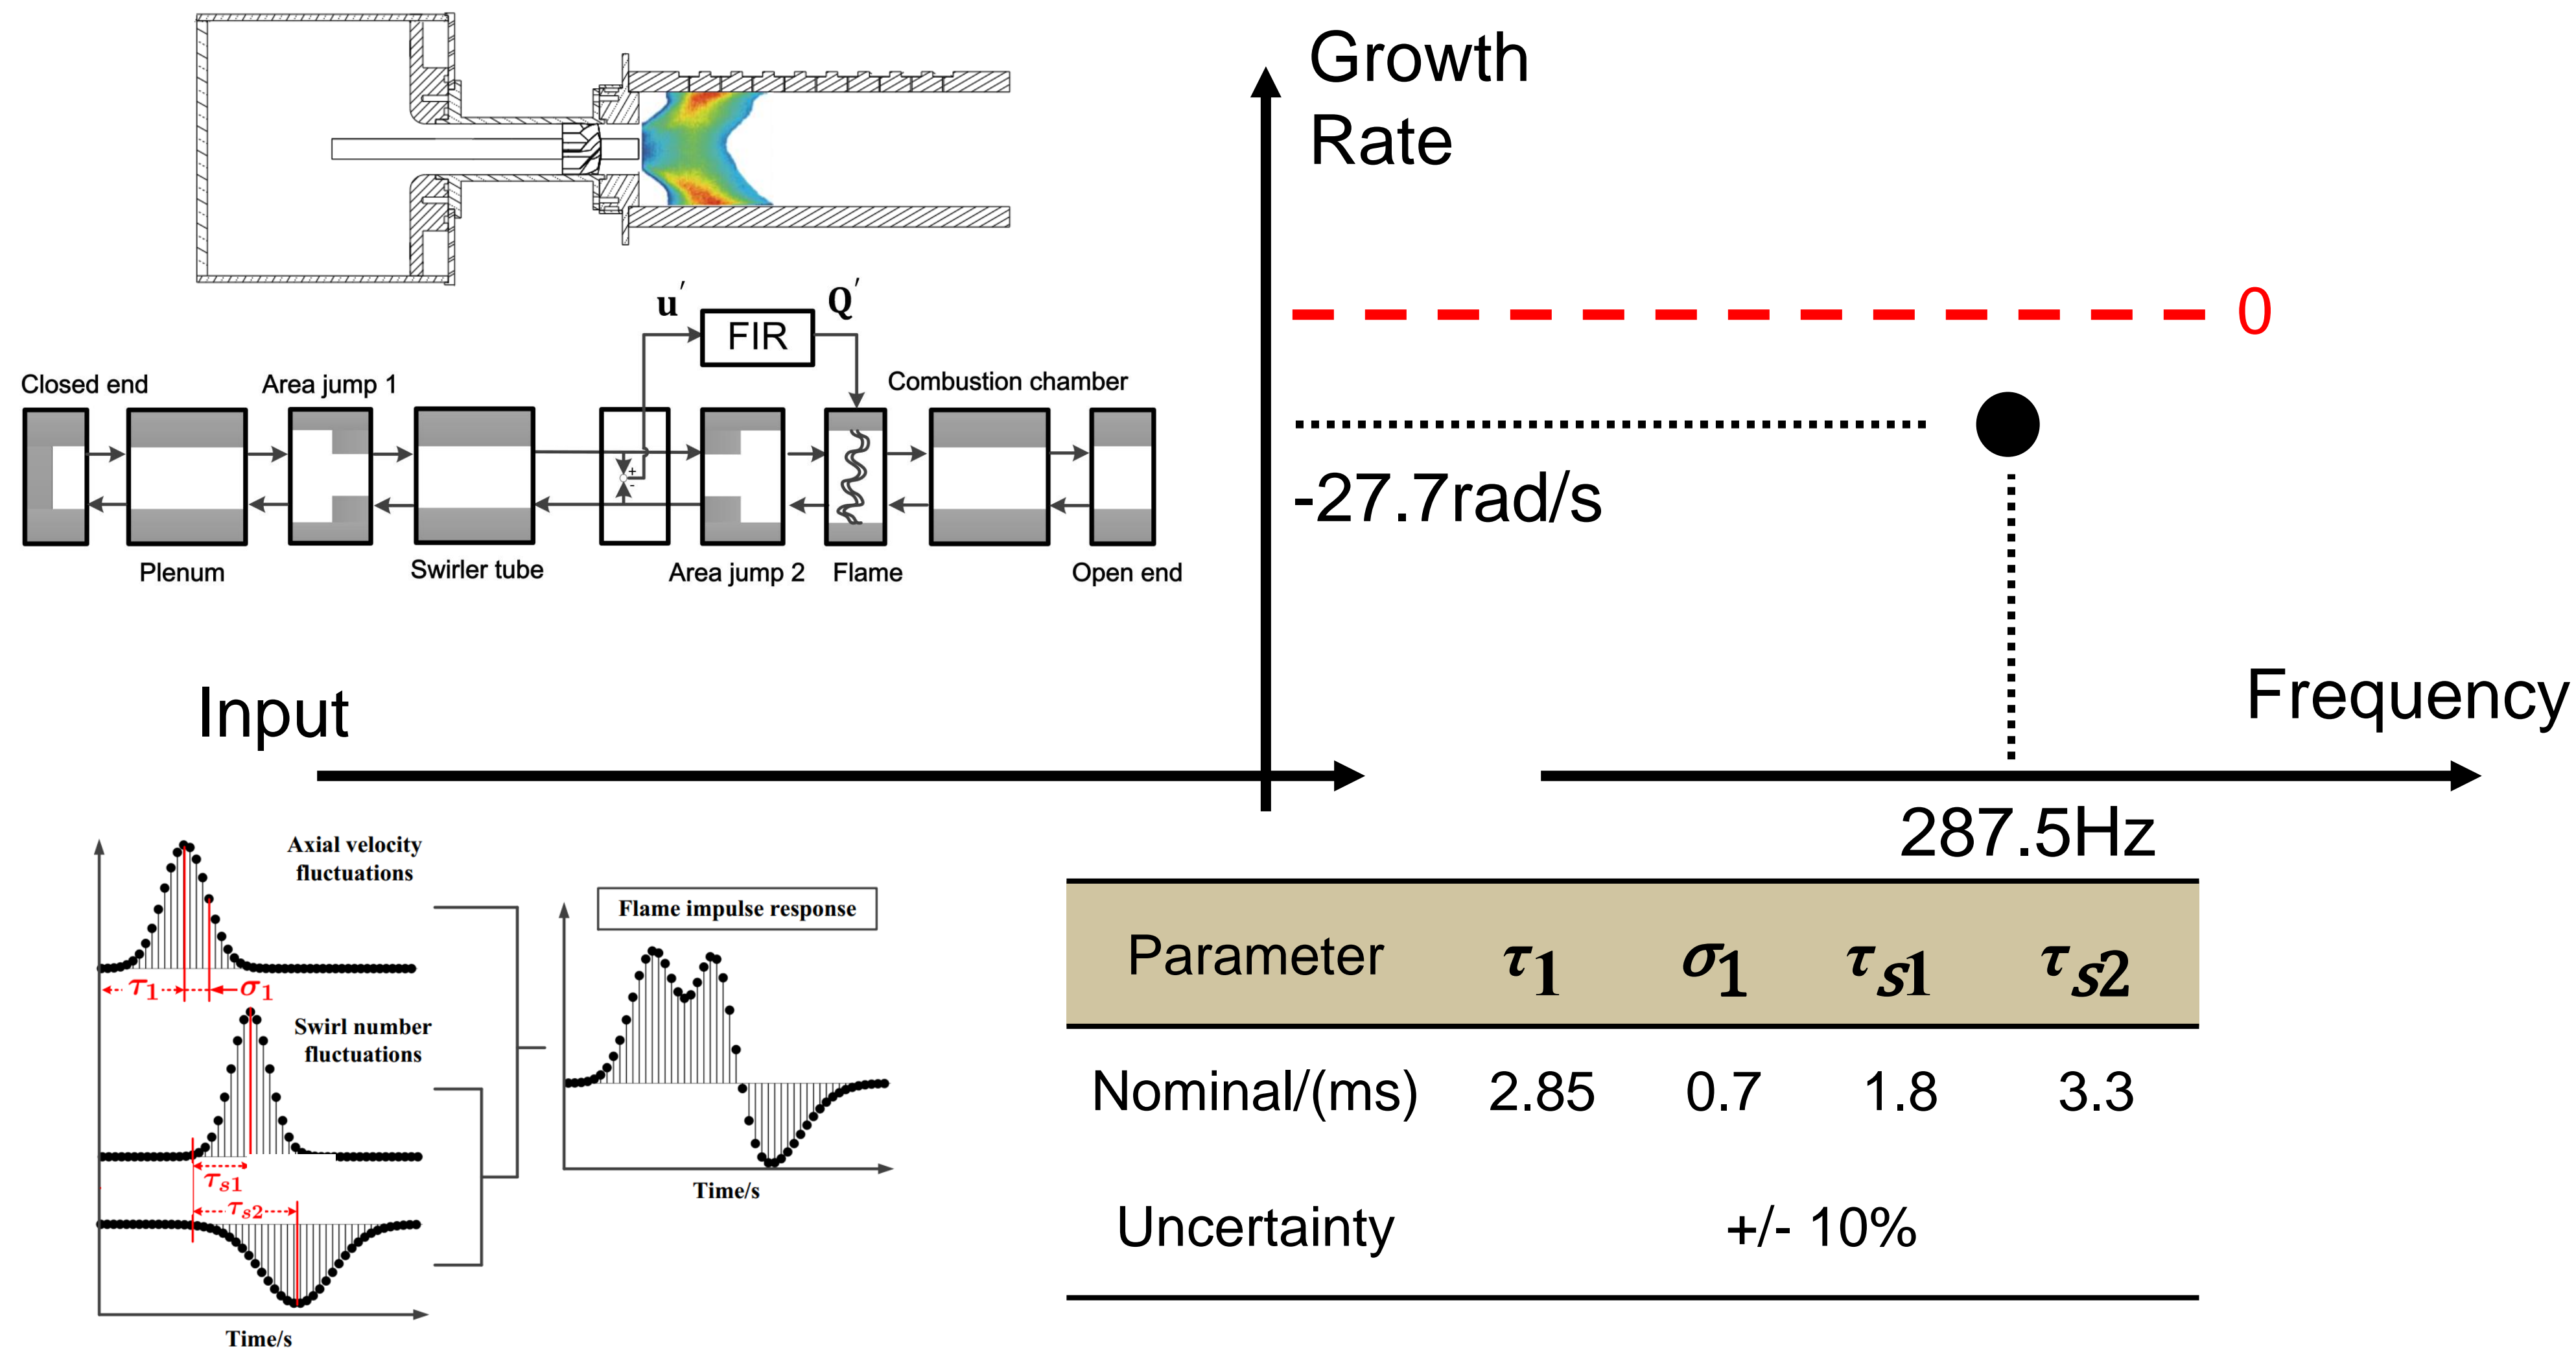 Growth
Rate
0
-27.7rad/s
Frequency
287.5Hz
u′
Q′
FIR
Closed end
Area jump 1
Combustion chamber
+
-
Plenum
Swirler tube
Area jump 2
Flame
Open end
Input
Axial velocity
fluctuations
τ1
σ1
Swirl number
fluctuations
τs1
τs2
Time/s
Flame impulse response
Time/s
Parameter τ1 σ1 τs1 τs2
Nominal/(ms) 2.85 0.7 1.8 3.3
Uncertainty +/- 10%